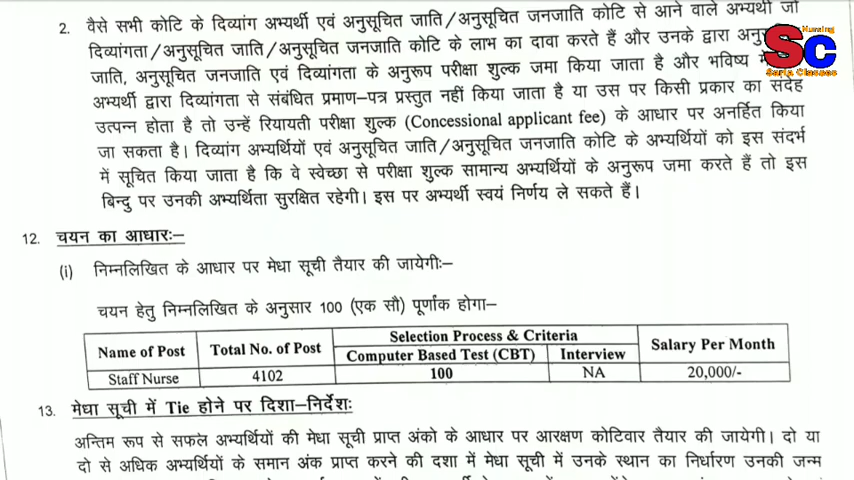 2. वैसे सभी कोटि के दिव्यांग अभ्यर्थी एवं अनुसूचित जाति/अनुसूचित जनजाति कोटि से आने वाले अभ्यर्थी जो
दिव्यांगता/अनुसूचित जाति/अनुसूचित जनजाति कोटि के लाभ का दावा करते हैं और उनके द्वारा
जाति, अनुसूचित जनजाति एवं दिव्यांगता के अनुरूप परीक्षा शुल्क जमा किया जाता है और भविष्य
अभ्यर्थी द्वारा दिव्यांगता से संबंधित प्रमाण–पत्र प्रस्तुत नहीं किया जाता है या उस पर किसी प्रकार का संदेह
उत्पन्न होता है तो उन्हें रियायती परीक्षा शुल्क (Concessional applicant fee) के आधार पर अनर्हित किया
जा सकता है। दिव्यांग अभ्यर्थियों एवं अनुसूचित जाति/अनुसूचित जनजाति कोटि के अभ्यर्थियों को इस संदर्भ
में सूचित किया जाता है कि वे स्वेच्छा से परीक्षा शुल्क सामान्य अभ्यर्थियों के अनुरूप जमा करते हैं तो इस
बिन्दु पर उनकी अभ्यर्थिता सुरक्षित रहेगी। इस पर अभ्यर्थी स्वयं निर्णय ले सकते हैं।
Nursing
SC
Suria Classes
12. चयन का आधारः–
(i) निम्नलिखित के आधार पर मेधा सूची तैयार की जायेगीः–
चयन हेतु निम्नलिखित के अनुसार 100 (एक सौ) पूर्णांक होगा–
Name of Post Total No. of Post Selection Process & Criteria Salary Per Month
Computer Based Test (CBT) Interview
Staff Nurse 4102 100 NA 20,000/-
13. मेधा सूची में Tie होने पर दिशा–निर्देशः
अन्तिम रूप से सफल अभ्यर्थियों की मेधा सूची प्राप्त अंको के आधार पर आरक्षण कोटिवार तैयार की जायेगी। दो या
दो से अधिक अभ्यर्थियों के समान अंक प्राप्त करने की दशा में मेधा सूची में उनके स्थान का निर्धारण उनकी जन्म